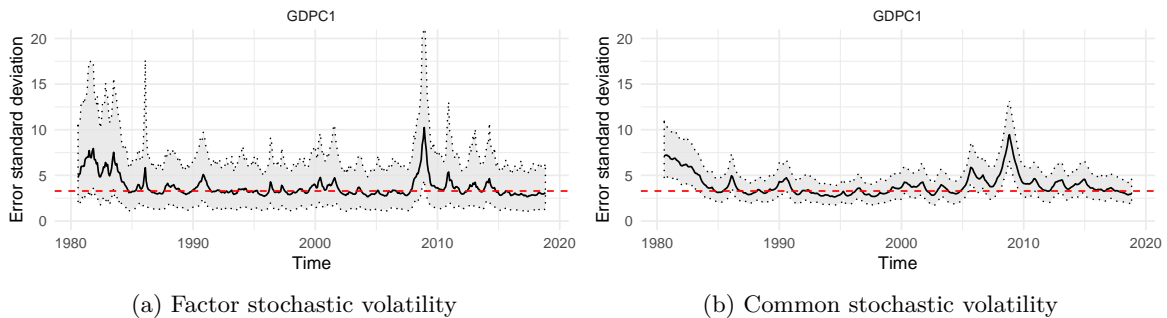 GDPC1
Error standard deviation
20
15
10
5
0
1980 1990 2000 2010 2020
Time
(a) Factor stochastic volatility
GDPC1
Error standard deviation
20
15
10
5
0
1980 1990 2000 2010 2020
Time
(b) Common stochastic volatility